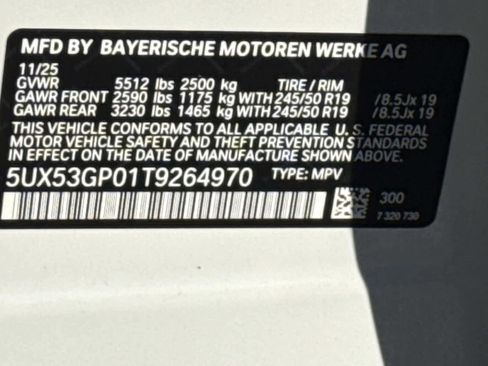 MFD BY BAYERISCHE MOTOREN WERKE AG
11/25
GVWR 5512 lbs 2500 kg TIRE / RIM
GAWR FRONT 2590 lbs 1175 kg WITH 245/50 R19 /8.5Jx 19
GAWR REAR 3230 lbs 1465 kg WITH 245/50 R19 /8.5Jx 19
THIS VEHICLE CONFORMS TO ALL APPLICABLE U.S. FEDERAL
MOTOR VEHICLE SAFETY AND THEFT PREVENTION STANDARDS
IN EFFECT ON THE DATE OF MANUFACTURE SHOWN ABOVE.
5UX53GP01T9264970 TYPE: MPV
300
7 320 730